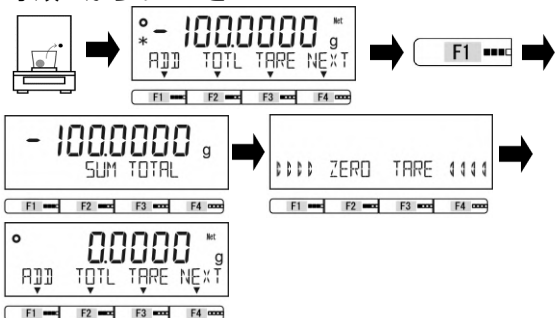 * - 100.0000 Net g
ADD TOTL TARE NEXT
F1 F2 F3 F4
F1
- 100.0000 g
SUM TOTAL
F1 F2 F3 F4
ZERO TARE
F1 F2 F3 F4
0.0000 Net g
ADD TOTL TARE NEXT
F1 F2 F3 F4